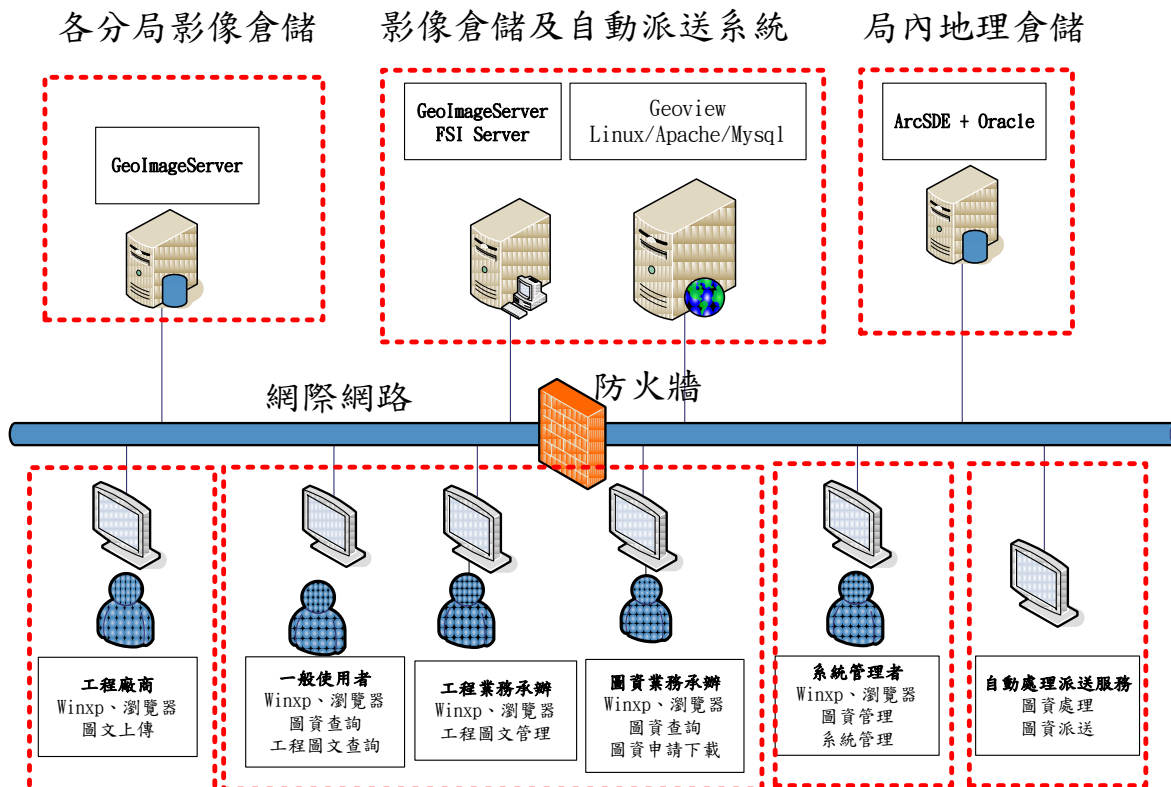 各分局影像倉儲
影像倉儲及自動派送系統
局內地理倉儲
GeoImageServer
GeoImageServer
FSI Server
Geoview
Linux/Apache/Mysql
ArcSDE + Oracle
網際網路
防火牆
工程廠商
Winxp、瀏覽器
圖文上傳
一般使用者
Winxp、瀏覽器
圖資查詢
工程圖文查詢
工程業務承辦
Winxp、瀏覽器
工程圖文管理
圖資業務承辦
Winxp、瀏覽器
圖資查詢
圖資申請下載
系統管理者
Winxp、瀏覽器
圖資管理
系統管理
自動處理派送服務
圖資處理
圖資派送